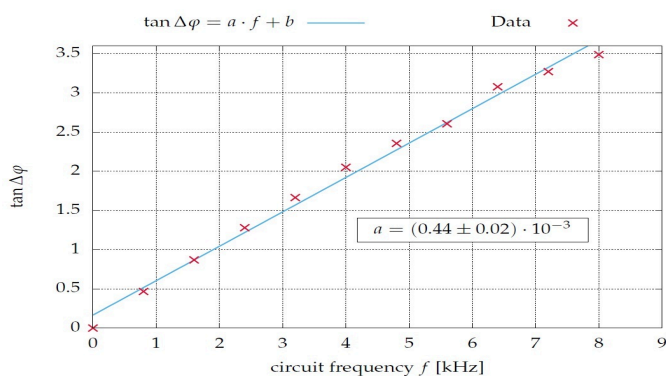 tan Δφ = a · f + b
Data
3.5
3
2.5
2
1.5
1
0.5
0
tan Δφ
a = (0.44 ± 0.02) · 10⁻³
0 1 2 3 4 5 6 7 8 9
circuit frequency f [kHz]